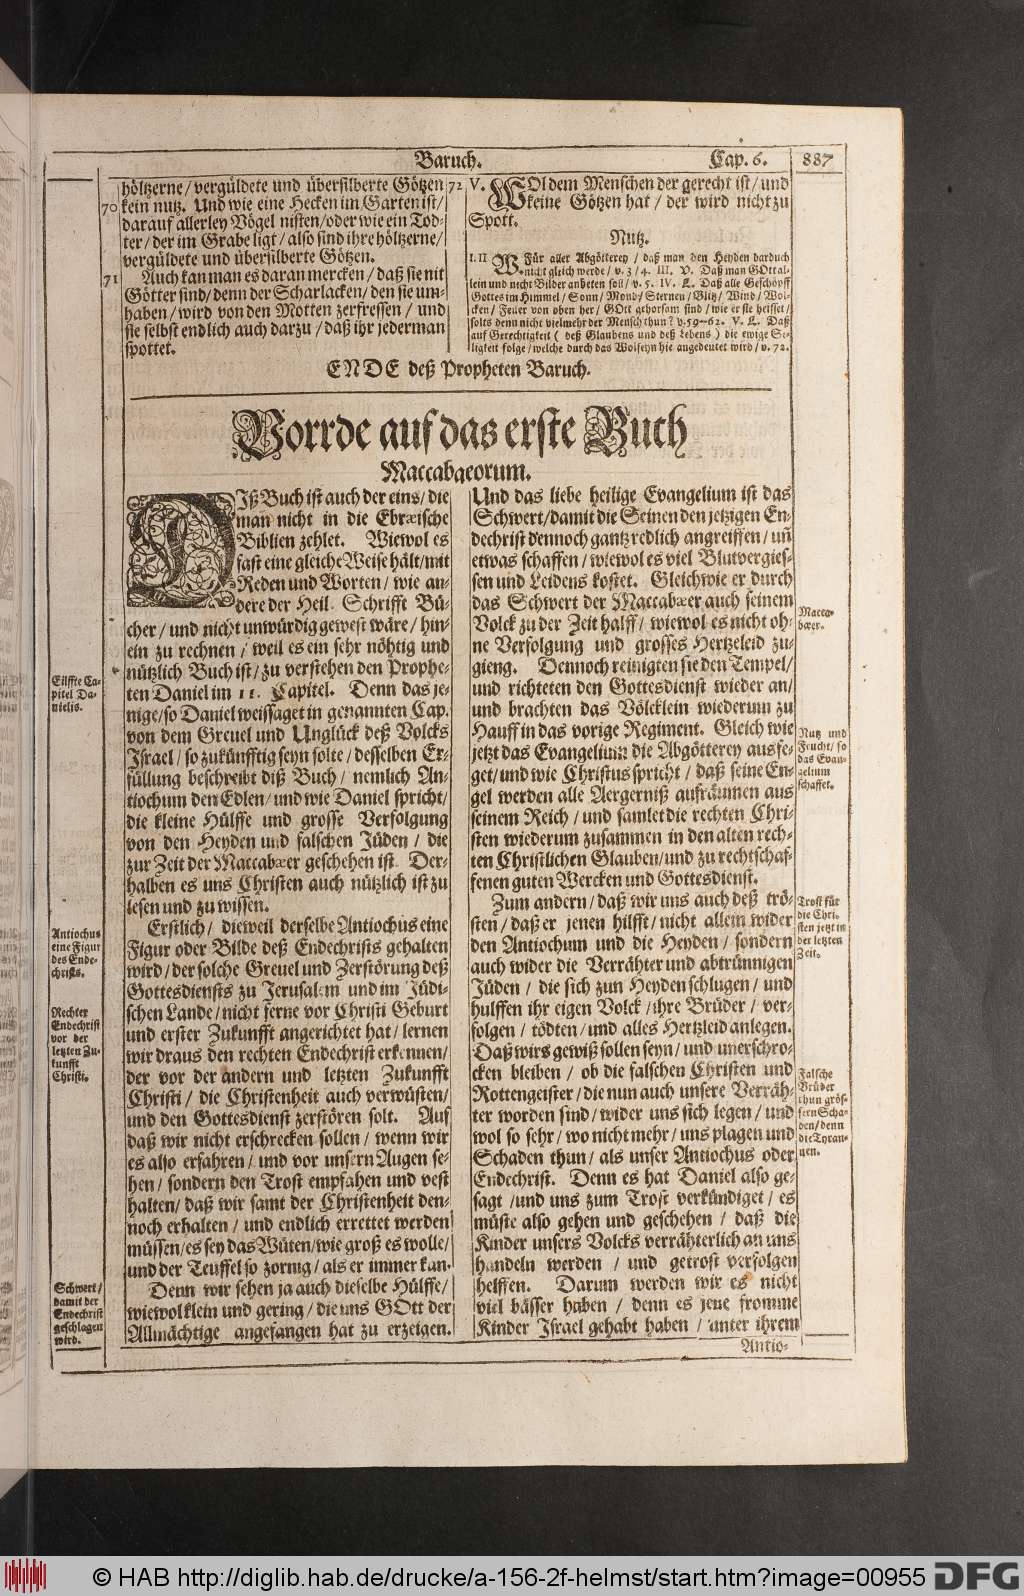 Baruch. Cap. 6. 887
höltzerne / vergüldete und übersilberte Götzen
70 kein nutz. Und wie eine Hecken im Garten ist /
darauf allerley Vögel nisten / oder wie ein Tod-
ter / der im Grabe ligt / also sind ihre höltzerne /
vergüldete und übersilberte Götzen.
71 Auch kan man es daran mercken / daß sie nit
Götter sind / denn der Scharlacken / den sie um-
haben / wird von den Motten zerfressen / und
sie selbst endlich auch darzu / daß ihr jederman
spottet.
72 V. WOl dem Menschen der gerecht ist / und
keine Götzen hat / der wird nicht zu
Spott.
Nutz.
I. II WFür aller Abgötterey / daß man den Heyden dardurch
nicht gleich werde / v. 3 / 4. III. V. Daß man GOtt al-
lein und nicht Bilder anbeten soll / v. 5. IV. L. Daß alle Geschöpff
Gottes im Himmel / Sonn / Mond / Sternen / Blitz / Wind / Wol-
cken / Feuer von oben her / GOtt gehorsam sind / wie er sie heisset /
solts denn nicht vielmehr der Mensch thun? v. 59-62. V. L. Daß
auf Gerechtigkeit ( deß Glaubens und deß Lebens ) die ewige Se-
ligkeit folge / welche durch das Wolseyn hie angedeutet wird / v. 72.
ENDE deß Propheten Baruch.
Vorrde auf das erste Buch
Maccabaeorum.
DIß Buch ist auch der eins / die
man nicht in die Ebræische
Biblien zehlet. Wiewol es
fast eine gleiche Weise hält / mit
Reden und Worten / wie an-
dere der Heil. Schrifft Bü-
cher / und nicht unwürdig gewest wäre / hin-
ein zu rechnen / weil es ein sehr nöhtig und
nützlich Buch ist / zu verstehen den Prophe-
ten Daniel im 11. Capitel. Denn das je-
nige / so Daniel weissaget in genannten Cap.
von dem Greuel und Unglück deß Volcks
Israel / so zukünfftig seyn solte / desselben Er-
füllung beschreibt diß Buch / nemlich An-
tiochum den Edlen / und wie Daniel spricht /
die kleine Hülffe und grosse Verfolgung
von den Heyden und falschen Jüden / die
zur Zeit der Maccabæer geschehen ist. Der-
halben es uns Christen auch nützlich ist zu
lesen und zu wissen.
Erstlich / dieweil derselbe Antiochus eine
Figur oder Bilde deß Endechrists gehalten
wird / der solche Greuel und Zerstörung deß
Gottesdiensts zu Jerusalem und im Jüdi-
schen Lande / nicht ferne vor Christi Geburt
und erster Zukunfft angerichtet hat / lernen
wir draus den rechten Endechrist erkennen /
der vor der andern und letzten Zukunfft
Christi / die Christenheit auch verwüsten /
und den Gottesdienst zerstören solt. Auf
daß wir nicht erschrecken sollen / wenn wir
es also erfahren / und vor unsern Augen se-
hen / sondern den Trost empfahen und vest
halten / daß wir samt der Christenheit den-
noch erhalten / und endlich errettet werden
müssen / es sey das Wüten / wie groß es wolle /
und der Teuffel so zornig / als er immer kan.
Denn wir sehen ja auch dieselbe Hülffe /
wiewol klein und gering / die uns GOtt der
Allmächtige angefangen hat zu erzeigen.
Eilffte Ca-
pitel Da-
nielis.
Antiochus
eine Figur
des Ende-
christs.
Rechter
Endechrist
vor der
letzten Zu-
kunfft
Christi.
Schwert /
damit der
Endechrist
geschlagen
wird.
Und das liebe heilige Evangelium ist das
Schwert / damit die Seinen den jetzigen En-
dechrist dennoch gantz redlich angreiffen / uñ
etwas schaffen / wiewol es viel Blutvergies-
sen und Leidens kostet. Gleichwie er durch
das Schwert der Maccabæer auch seinem
Volck zu der Zeit halff / wiewol es nicht oh-
ne Verfolgung und grosses Hertzeleid zu-
gieng. Dennoch reinigten sie den Tempel /
und richteten den Gottesdienst wieder an /
und brachten das Völcklein wiederum zu
Hauff in das vorige Regiment. Gleich wie
jetzt das Evangelium die Abgötterey ausfe-
get / und wie Christus spricht / daß seine En-
gel werden alle Aergerniß aufräumen aus
seinem Reich / und samlet die rechten Chri-
sten wiederum zusammen in den alten rech-
ten Christlichen Glauben / und zu rechtschaf-
fenen guten Wercken und Gottesdienst.
Zum andern / daß wir uns auch deß trö-
sten / daß er jenen hilfft / nicht allein wider
den Antiochum und die Heyden / sondern
auch wider die Verrähter und abtrünnigen
Jüden / die sich zun Heyden schlugen / und
hulffen ihr eigen Volck / ihre Brüder / ver-
folgen / tödten / und alles Hertzleid anlegen.
Daß wirs gewiß sollen seyn / und unerschro-
cken bleiben / ob die falschen Christen und
Rottengeister / die nun auch unsere Verräh-
ter worden sind / wider uns sich legen / und
wol so sehr / wo nicht mehr / uns plagen und
Schaden thun / als unser Antiochus oder
Endechrist. Denn es hat Daniel also ge-
sagt / und uns zum Trost verkündiget / es
müste also gehen und geschehen / daß die
Kinder unsers Volcks verrähterlich an uns
handeln werden / und getrost verfolgen
helffen. Darum werden wir es nicht
viel bässer haben / denn es jene fromme
Kinder Israel gehabt haben / unter ihrem
Antio-
Macca-
bæer.
Nutz und
Frucht / so
das Evan-
gelium
schaffet.
Trost für
die Chri-
sten jetzt in
der letzten
Zeit.
Falsche
Brüder
thun grös-
sern Scha-
den / denn
die Tyran-
nen.
© HAB http://diglib.hab.de/drucke/a-156-2f-helmst/start.htm?image=00955
DFG